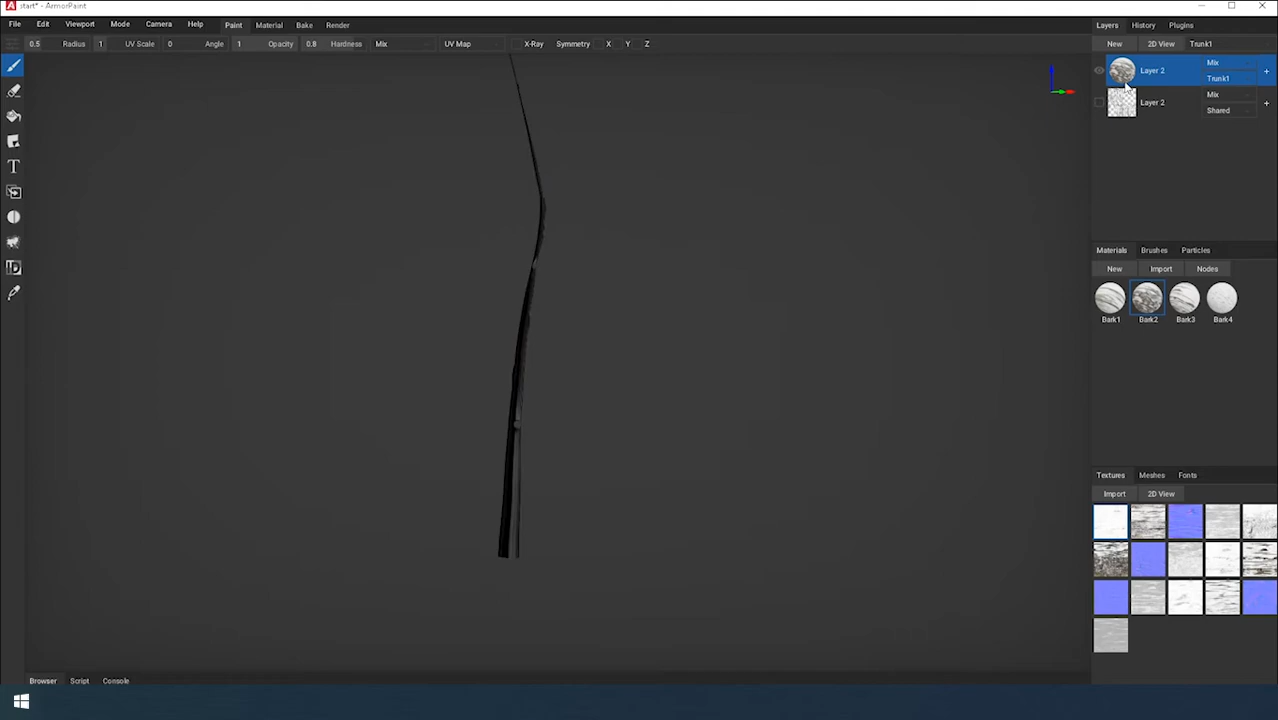 start* - ArmorPaint
File Edit Viewport Mode Camera Help Paint Material Bake Render
Layers History Plugins
0.5 Radius 1 UV Scale 0 Angle 1 Opacity 0.8 Hardness Mix UV Map X-Ray Symmetry X Y Z
New 2D View Trunk1
Layer 2 Mix
Trunk1
+
Layer 2 Mix
Shared
+
T
ID
Materials Brushes Particles
New Import Nodes
Bark1 Bark2 Bark3 Bark4
Textures Meshes Fonts
Import 2D View
Browser Script Console